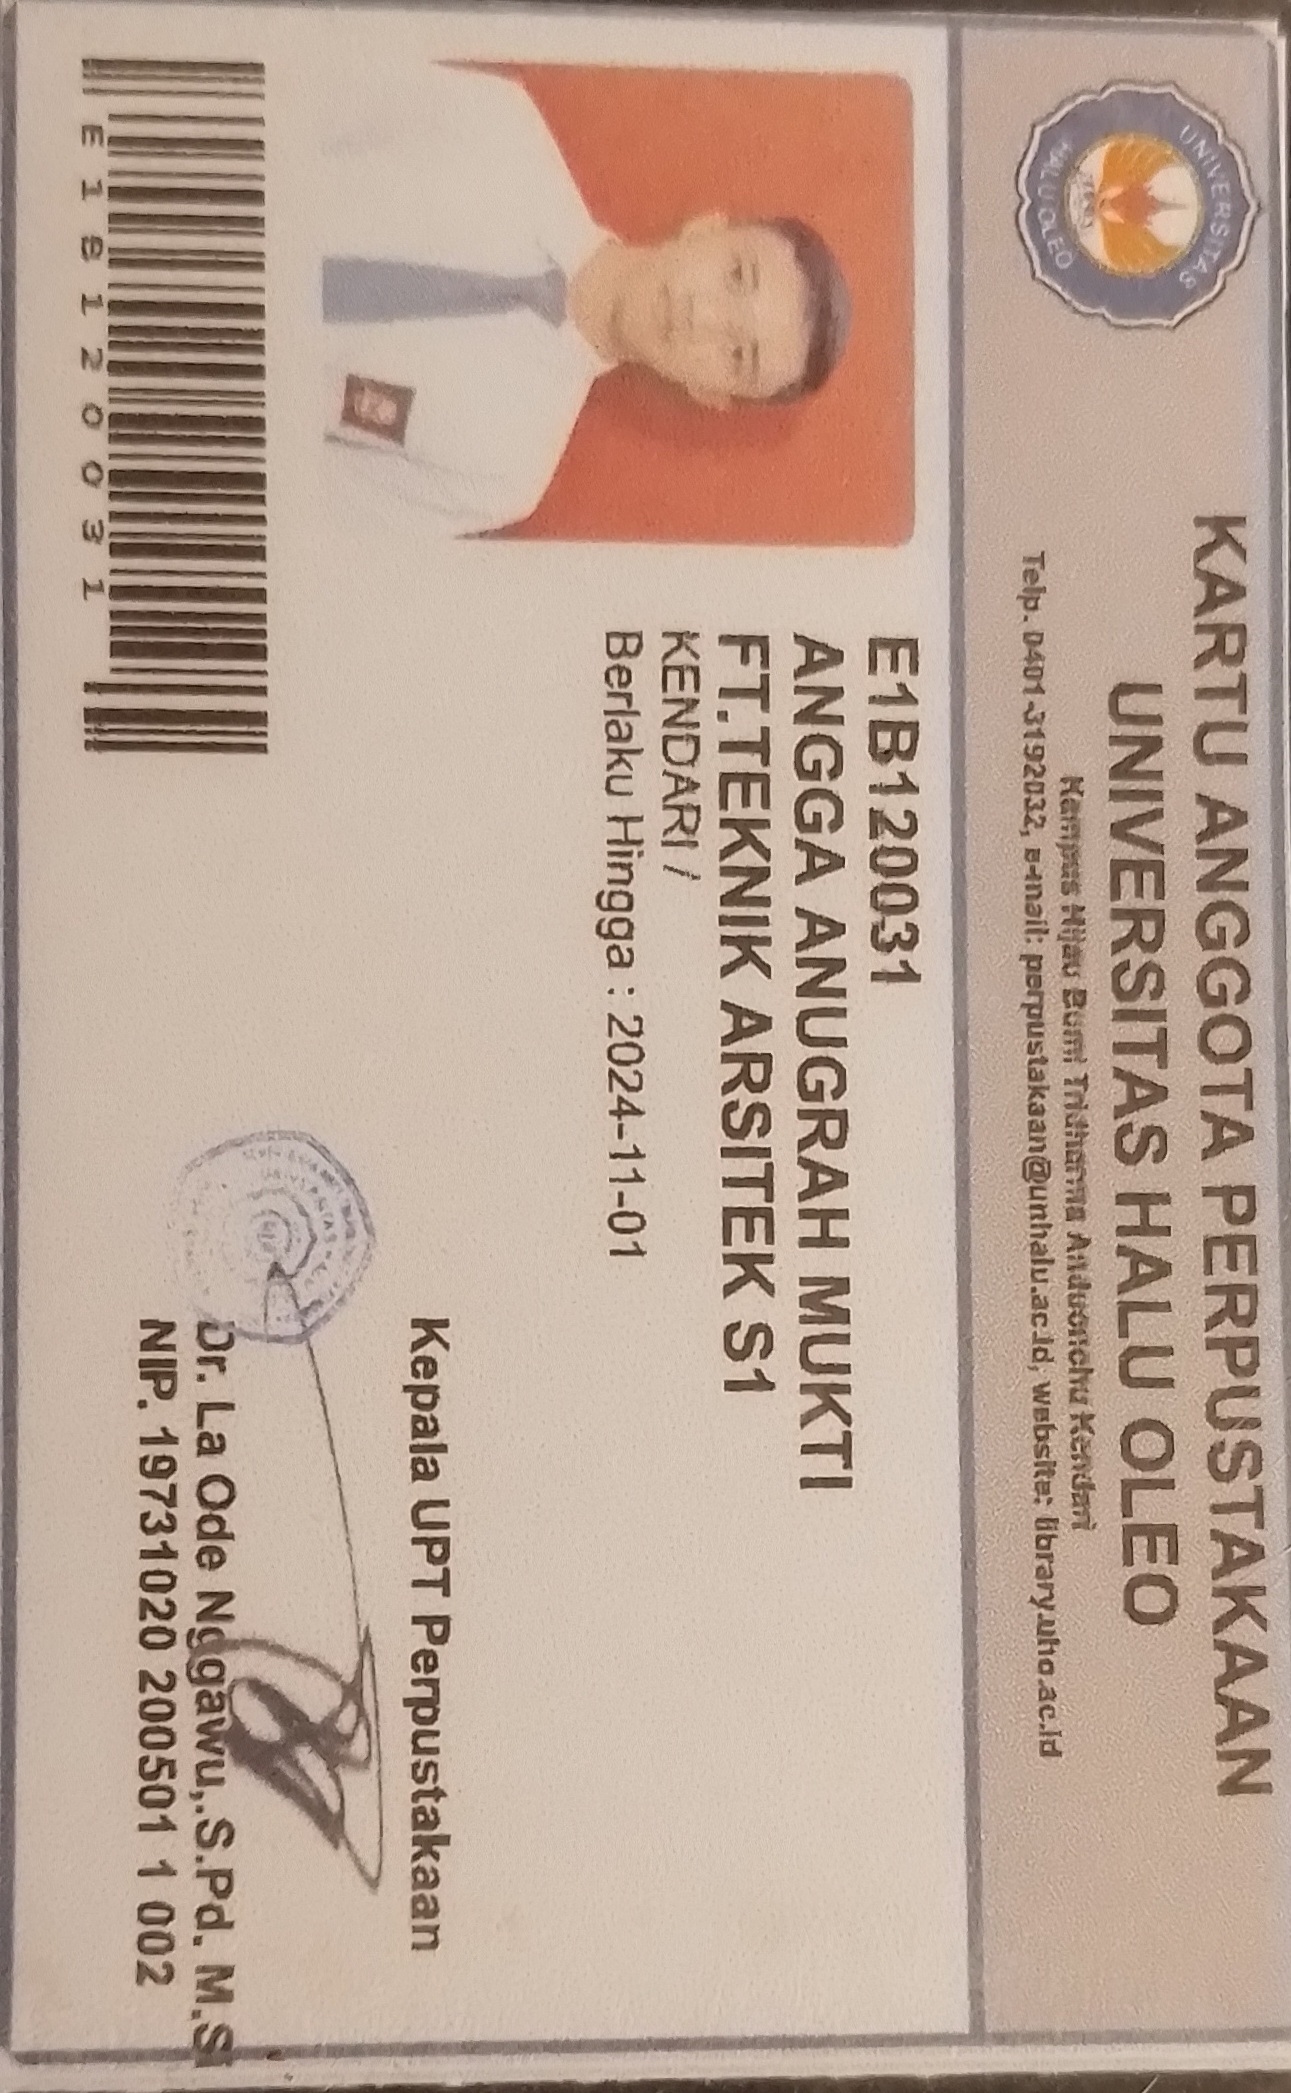 UNIVERSITAS
HALU OLEO
KARTU ANGGOTA PERPUSTAKAAN
UNIVERSITAS HALU OLEO
Kampus Hijau Bumi Tridharma Anduonohu Kendari
Telp. 0401-3192032, e-mail: perpustakaan@unhalu.ac.id, website: library.uho.ac.id
E1B120031
ANGGA ANUGRAH MUKTI
FT.TEKNIK ARSITEK S1
KENDARI /
Berlaku Hingga : 2024-11-01
Kepala UPT Perpustakaan
Dr. La Ode Nggawu,.S.Pd. M.Si
NIP. 19731020 200501 1 002
E1B120031